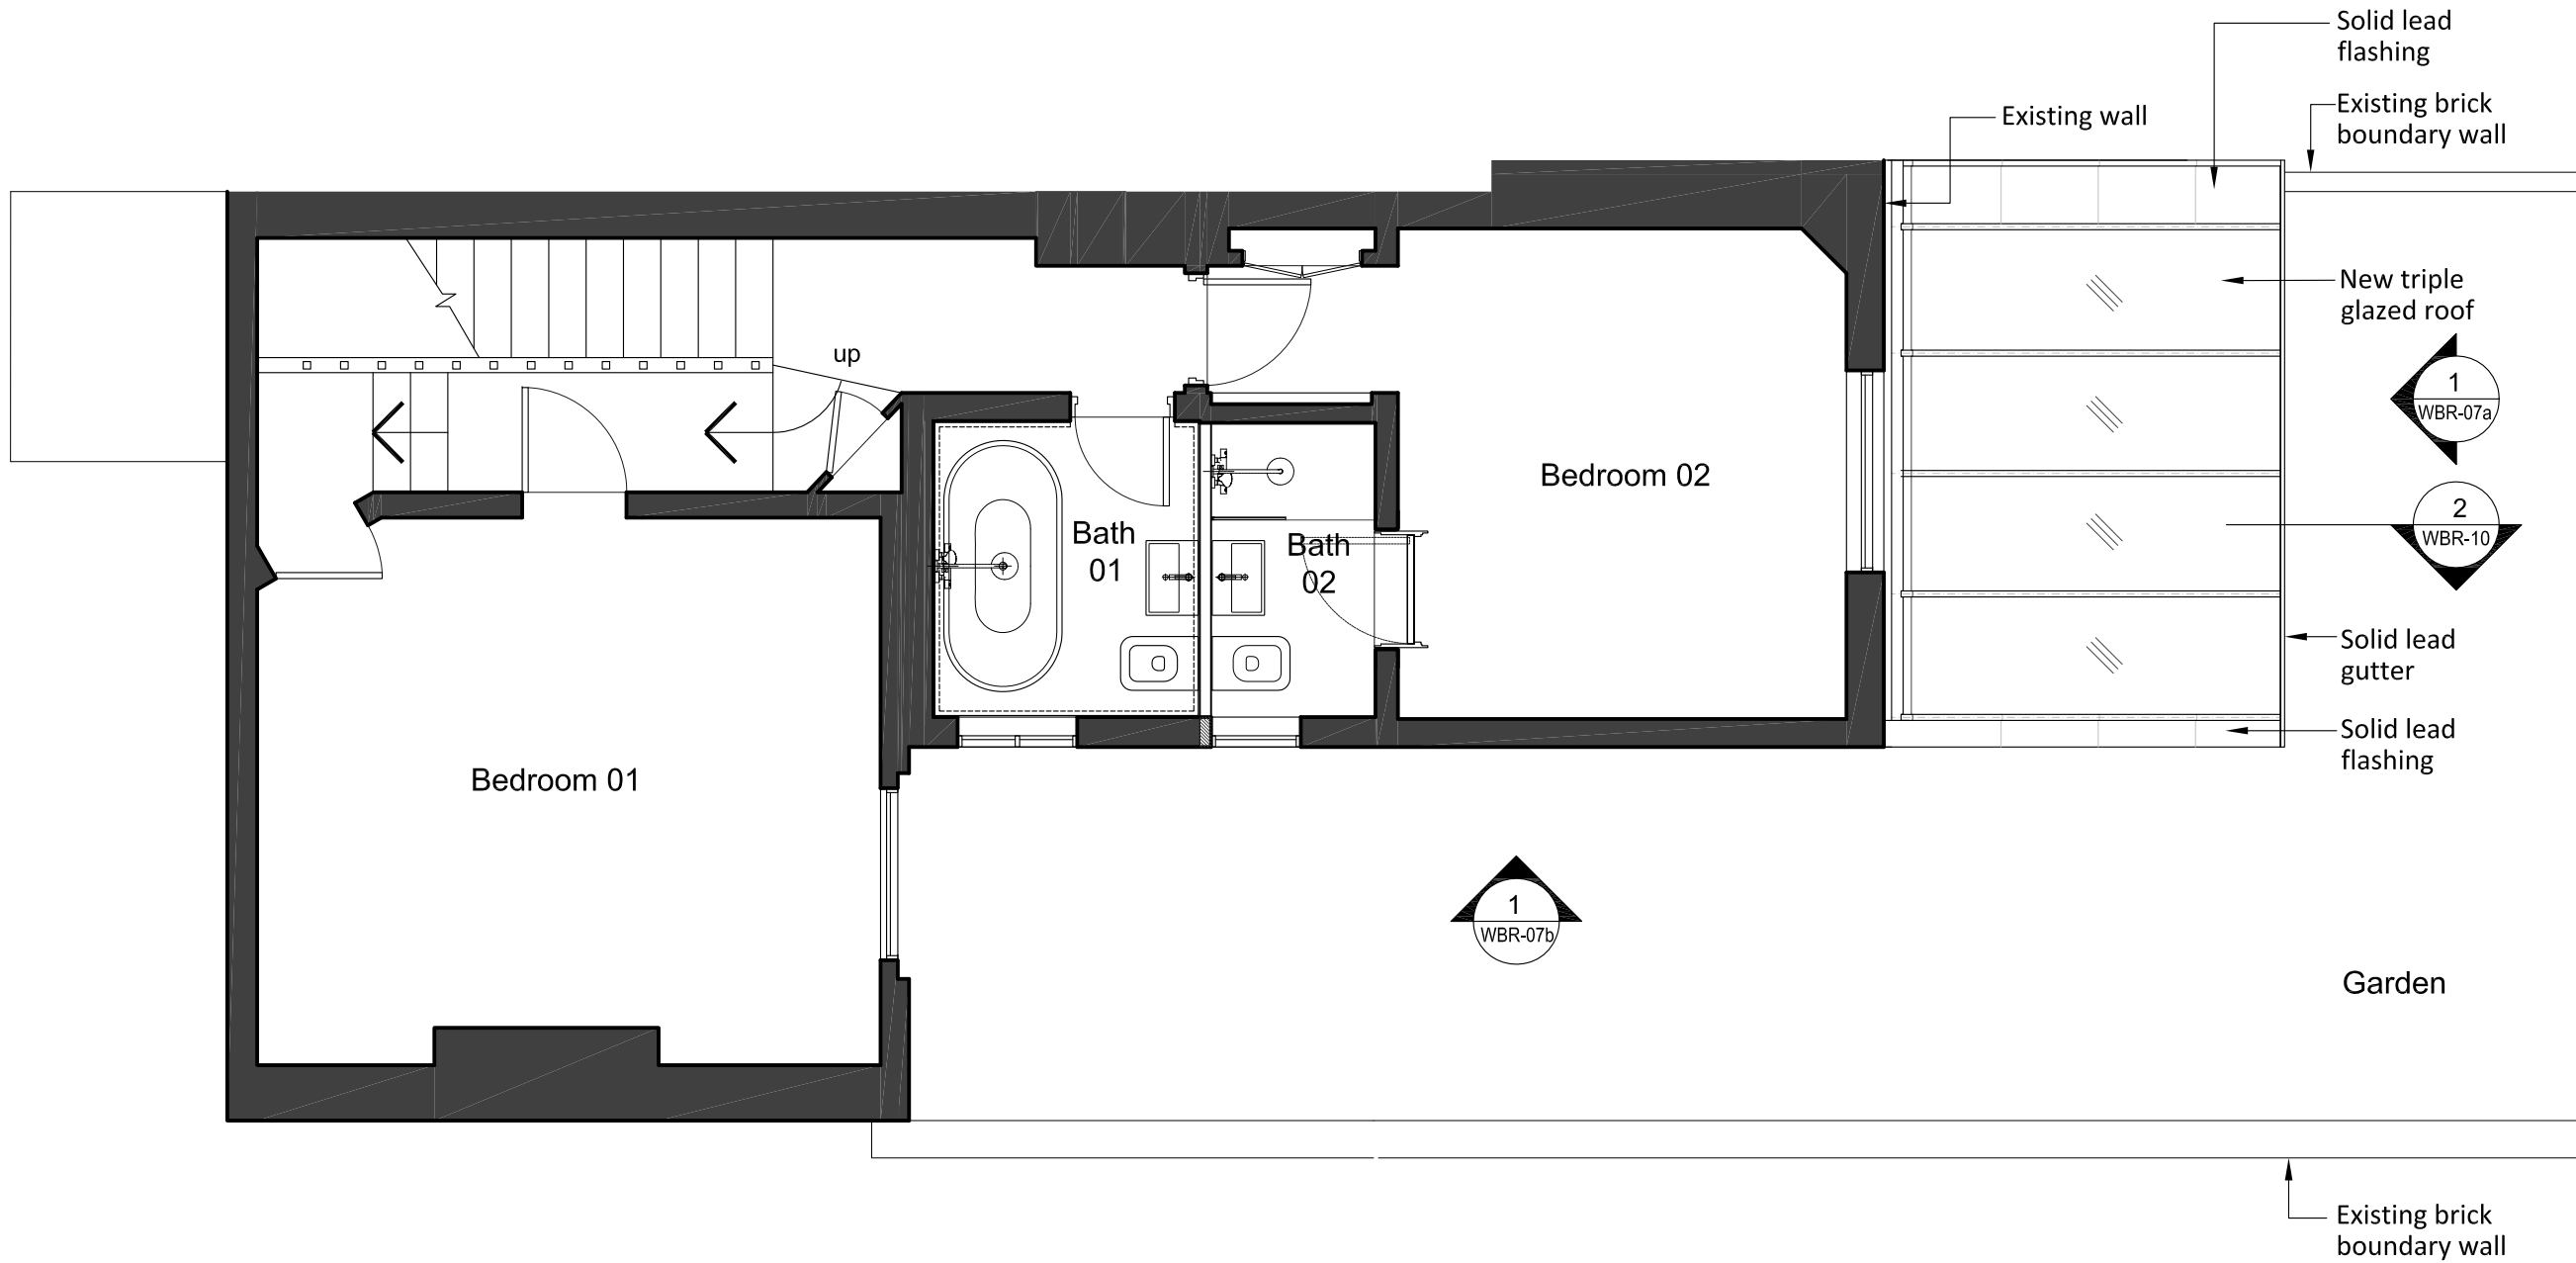 Solid lead
flashing
Existing brick
boundary wall
Existing wall
New triple
glazed roof
up
1
WBR-07a
Bedroom 02
2
WBR-10
Bath
01
Bath
02
Solid lead
gutter
Solid lead
flashing
Bedroom 01
1
WBR-07b
Garden
Existing brick
boundary wall